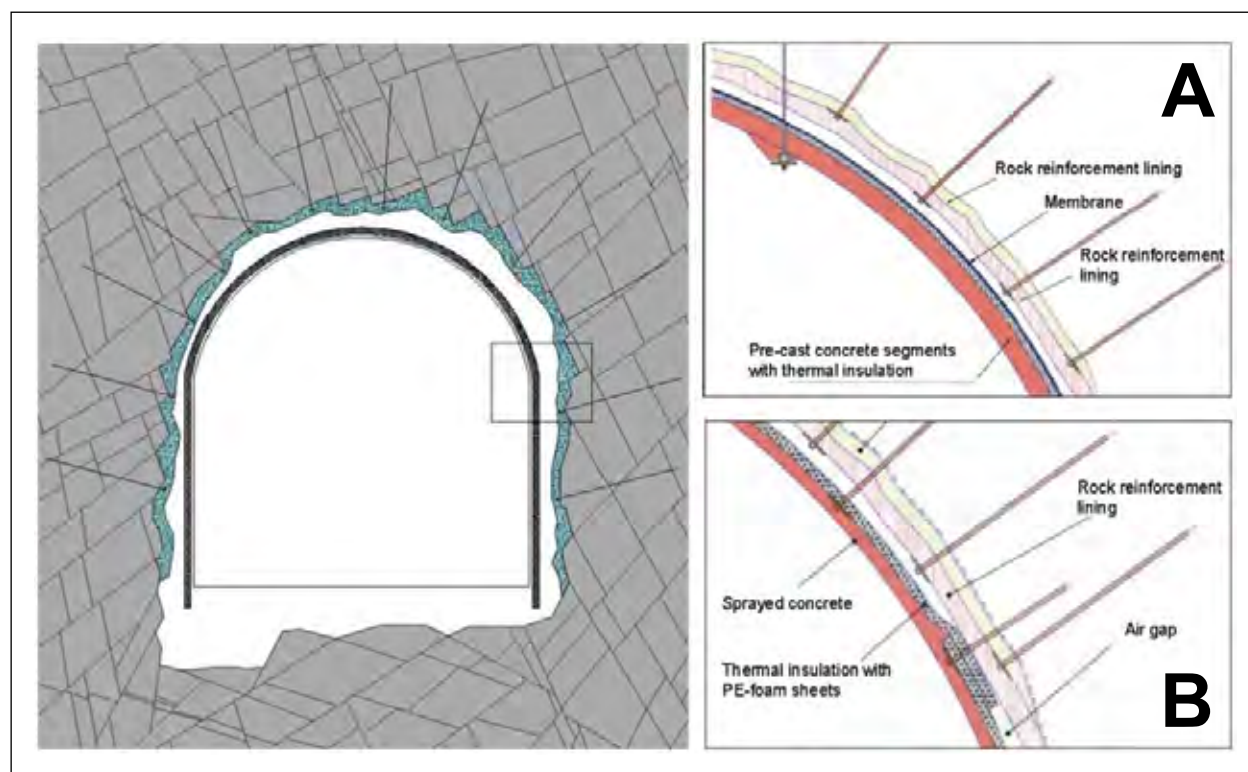 A
Rock reinforcement lining
Membrane
Rock reinforcement
lining
Pre-cast concrete segments
with thermal insulation
Rock reinforcement
lining
Sprayed concrete
Air gap
Thermal insulation with
PE-foam sheets
B